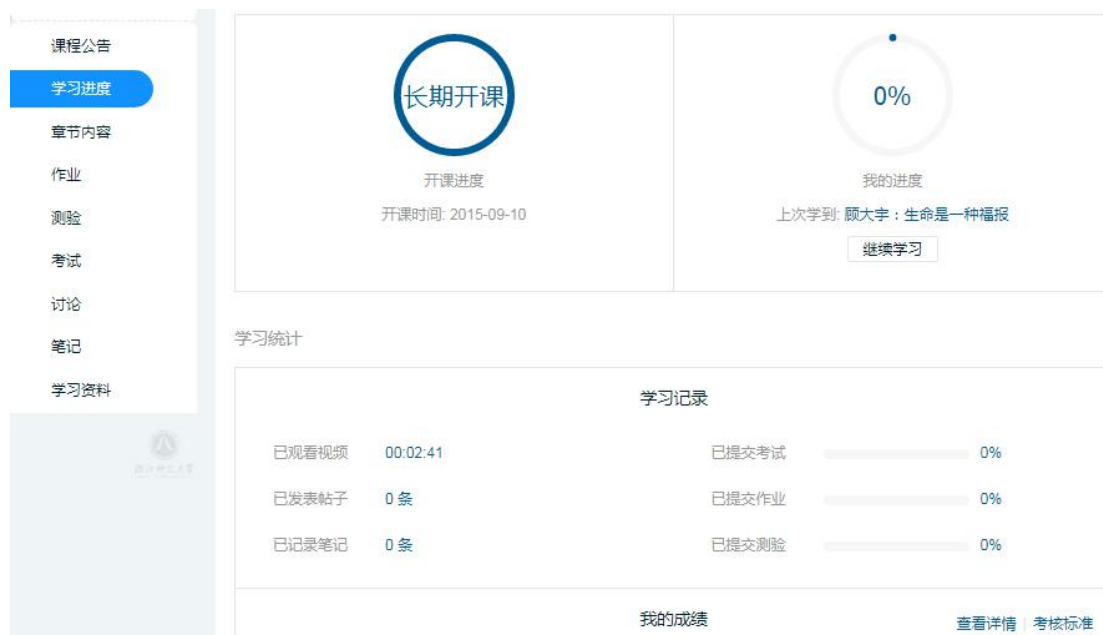 课程公告
学习进度
章节内容
作业
测验
考试
讨论
笔记
学习资料
长期开课
开课进度
开课时间: 2015-09-10
0%
我的进度
上次学到: 顾大宇：生命是一种福报
继续学习
学习统计
学习记录
已观看视频 00:02:41 已提交考试 0%
已发表帖子 0 条 已提交作业 0%
已记录笔记 0 条 已提交测验 0%
我的成绩
查看详情 | 考核标准